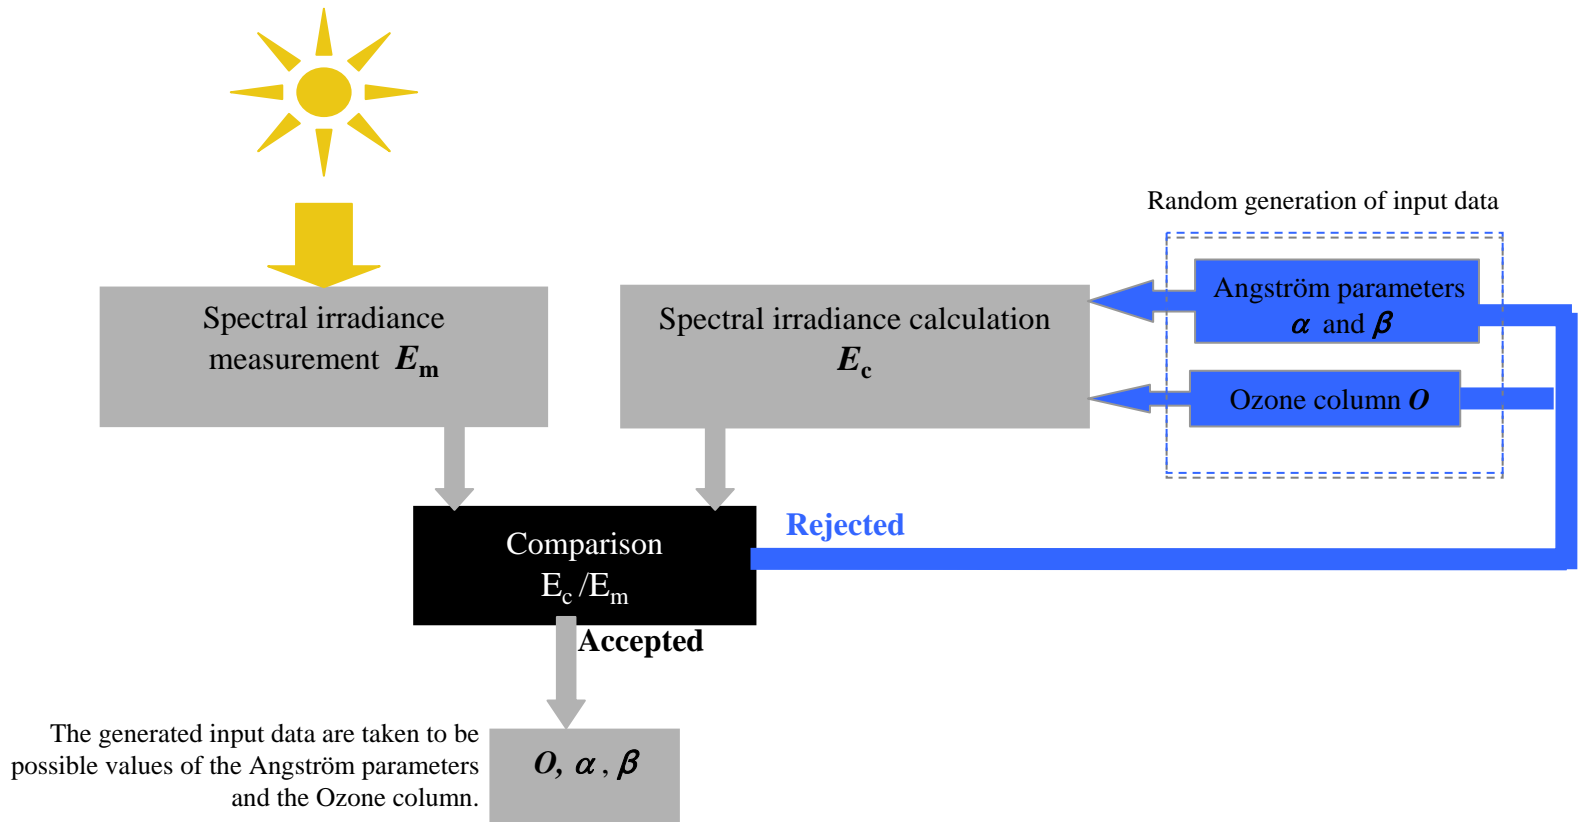 Random generation of input data
Spectral irradiance
measurement E_m
Spectral irradiance calculation
E_c
Angström parameters
α and β
Ozone column O
Rejected
Comparison
E_c /E_m
Accepted
The generated input data are taken to be
possible values of the Angström parameters
and the Ozone column.
O, α , β